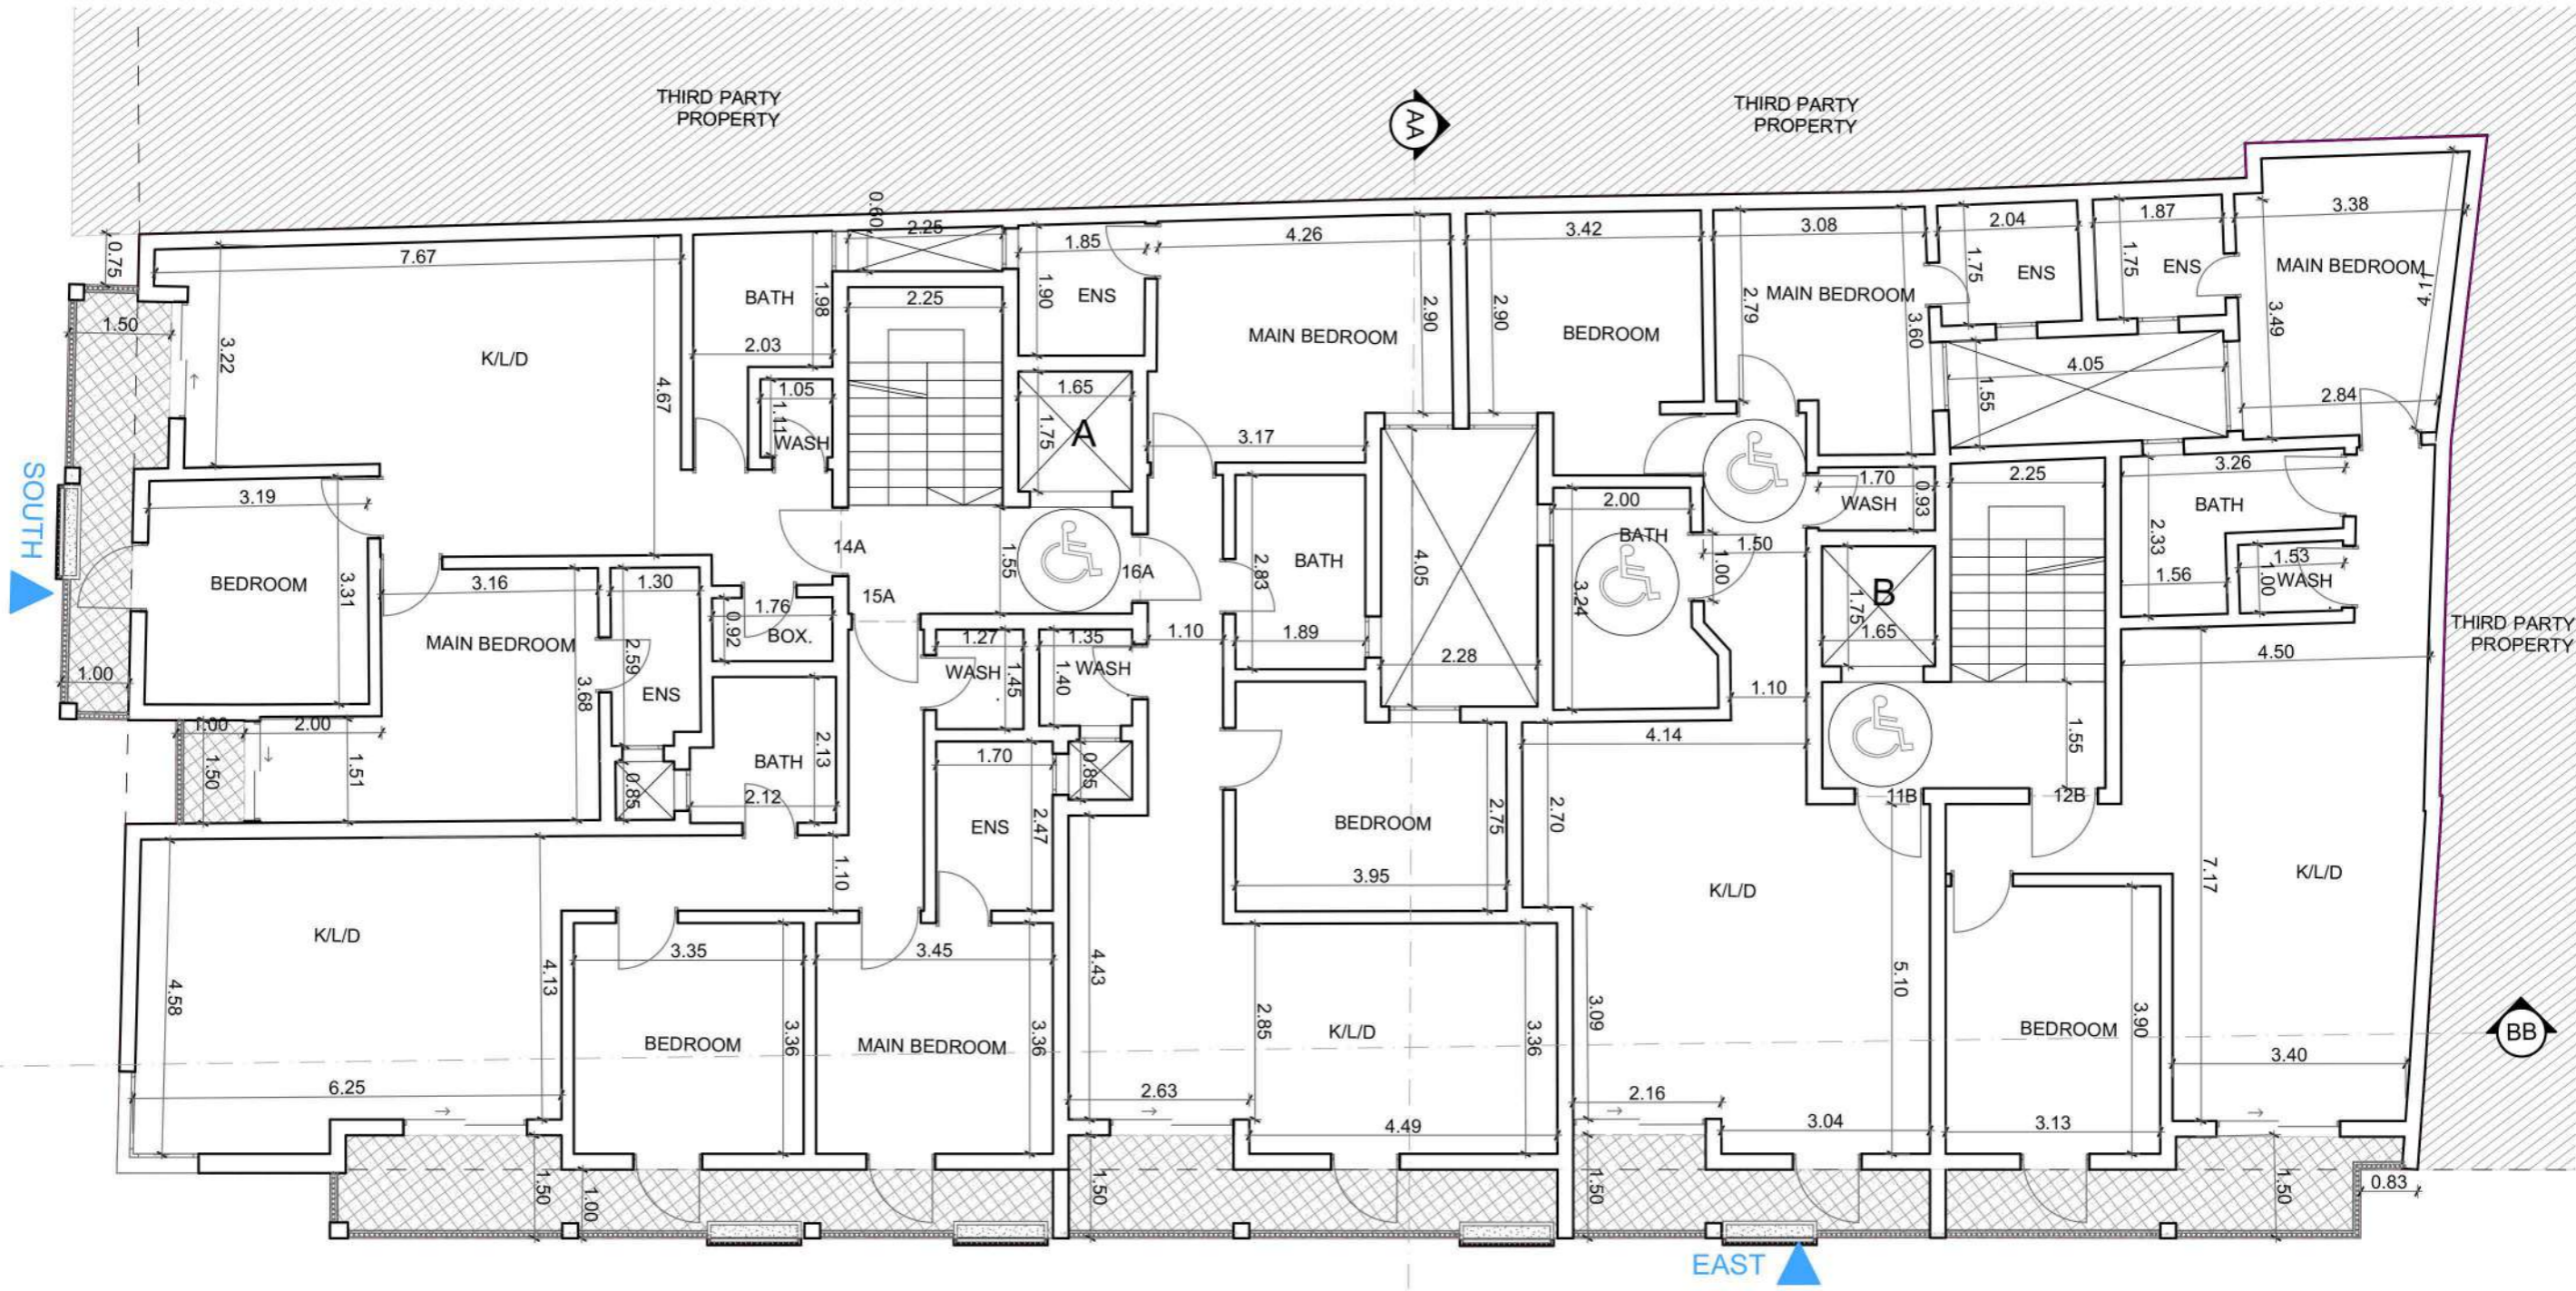 THIRD PARTY
PROPERTY
AA
THIRD PARTY
PROPERTY
0.75
7.67
0.60
2.25
1.85
4.26
3.42
3.08
2.04
1.87
3.38
1.50
3.22
K/L/D
4.67
BATH
1.98
2.03
2.25
1.90
ENS
MAIN BEDROOM
2.90
2.90
BEDROOM
2.79
MAIN BEDROOM
3.60
1.75
ENS
1.75
ENS
MAIN BEDROOM
4.11
3.49
1.05
1.11
WASH
1.65
1.75
A
3.17
4.05
1.55
2.84
SOUTH
3.19
BEDROOM
3.31
14A
1.55
16A
2.83
BATH
4.05
2.00
BATH
3.24
1.00
1.50
1.70
WASH
0.93
2.25
3.26
BATH
2.33
1.56
1.53
1.00
WASH
3.16
MAIN BEDROOM
3.68
1.30
2.59
ENS
1.76
0.92
BOX.
15A
1.27
WASH
1.45
1.35
WASH
1.40
1.10
1.89
2.28
1.10
1.75
B
1.65
THIRD PARTY
PROPERTY
4.50
1.00
1.00
2.00
1.50
1.51
0.85
BATH
2.13
2.12
1.70
0.85
ENS
2.47
BEDROOM
2.75
3.95
4.14
2.70
1.55
11B
12B
K/L/D
4.58
4.13
6.25
1.10
3.35
BEDROOM
3.36
3.45
MAIN BEDROOM
3.36
4.43
2.85
K/L/D
3.36
2.63
4.49
K/L/D
3.09
5.10
2.16
3.04
BEDROOM
3.90
3.13
7.17
K/L/D
3.40
BB
1.50
1.00
1.50
1.50
1.50
0.83
EAST